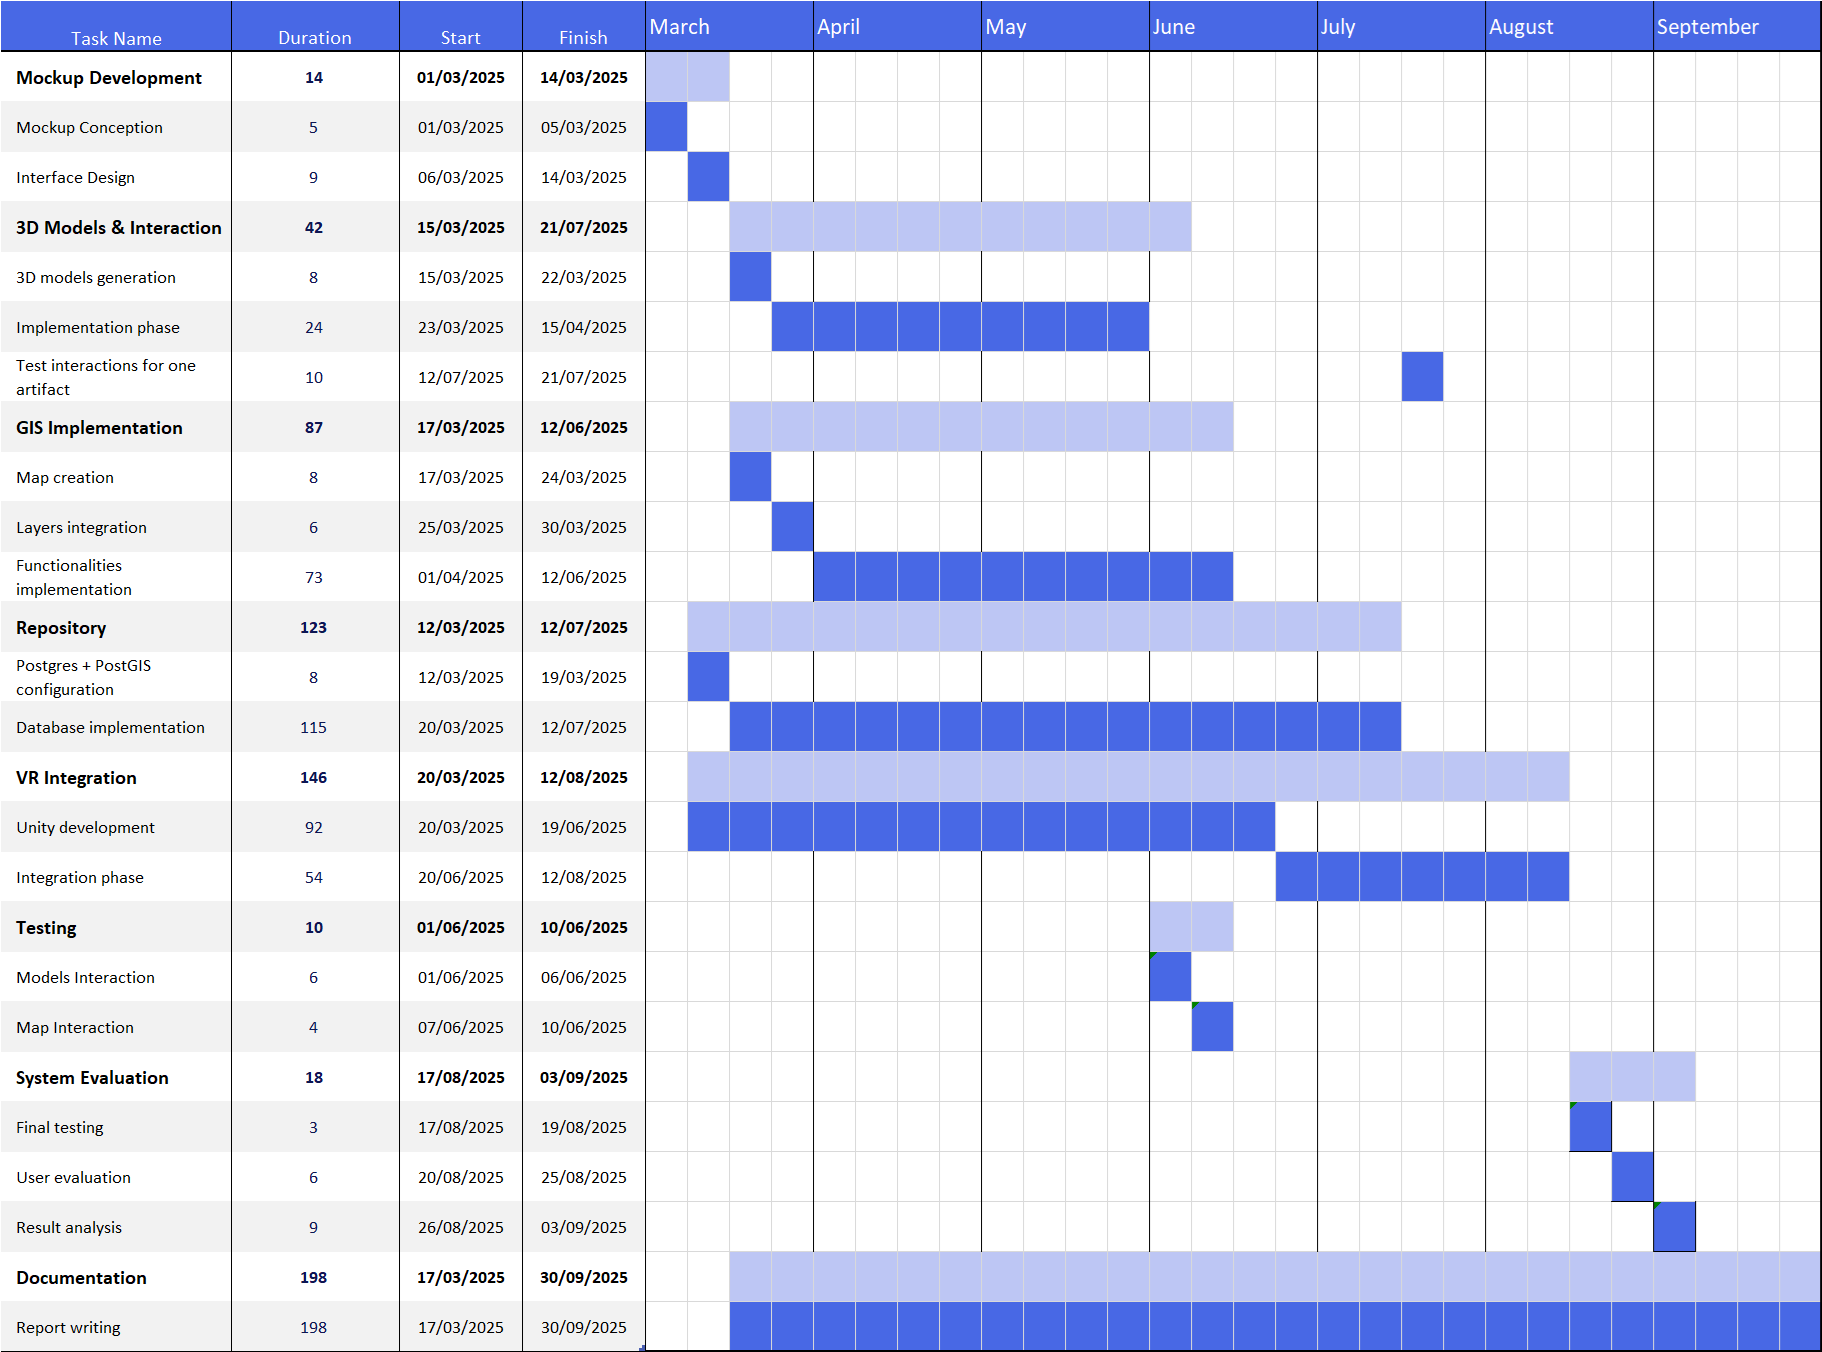 Task Name Duration Start Finish March April May June July August September
Mockup Development 14 01/03/2025 14/03/2025
Mockup Conception 5 01/03/2025 05/03/2025
Interface Design 9 06/03/2025 14/03/2025
3D Models & Interaction 42 15/03/2025 21/07/2025
3D models generation 8 15/03/2025 22/03/2025
Implementation phase 24 23/03/2025 15/04/2025
Test interactions for one
artifact 10 12/07/2025 21/07/2025
GIS Implementation 87 17/03/2025 12/06/2025
Map creation 8 17/03/2025 24/03/2025
Layers integration 6 25/03/2025 30/03/2025
Functionalities
implementation 73 01/04/2025 12/06/2025
Repository 123 12/03/2025 12/07/2025
Postgres + PostGIS
configuration 8 12/03/2025 19/03/2025
Database implementation 115 20/03/2025 12/07/2025
VR Integration 146 20/03/2025 12/08/2025
Unity development 92 20/03/2025 19/06/2025
Integration phase 54 20/06/2025 12/08/2025
Testing 10 01/06/2025 10/06/2025
Models Interaction 6 01/06/2025 06/06/2025
Map Interaction 4 07/06/2025 10/06/2025
System Evaluation 18 17/08/2025 03/09/2025
Final testing 3 17/08/2025 19/08/2025
User evaluation 6 20/08/2025 25/08/2025
Result analysis 9 26/08/2025 03/09/2025
Documentation 198 17/03/2025 30/09/2025
Report writing 198 17/03/2025 30/09/2025